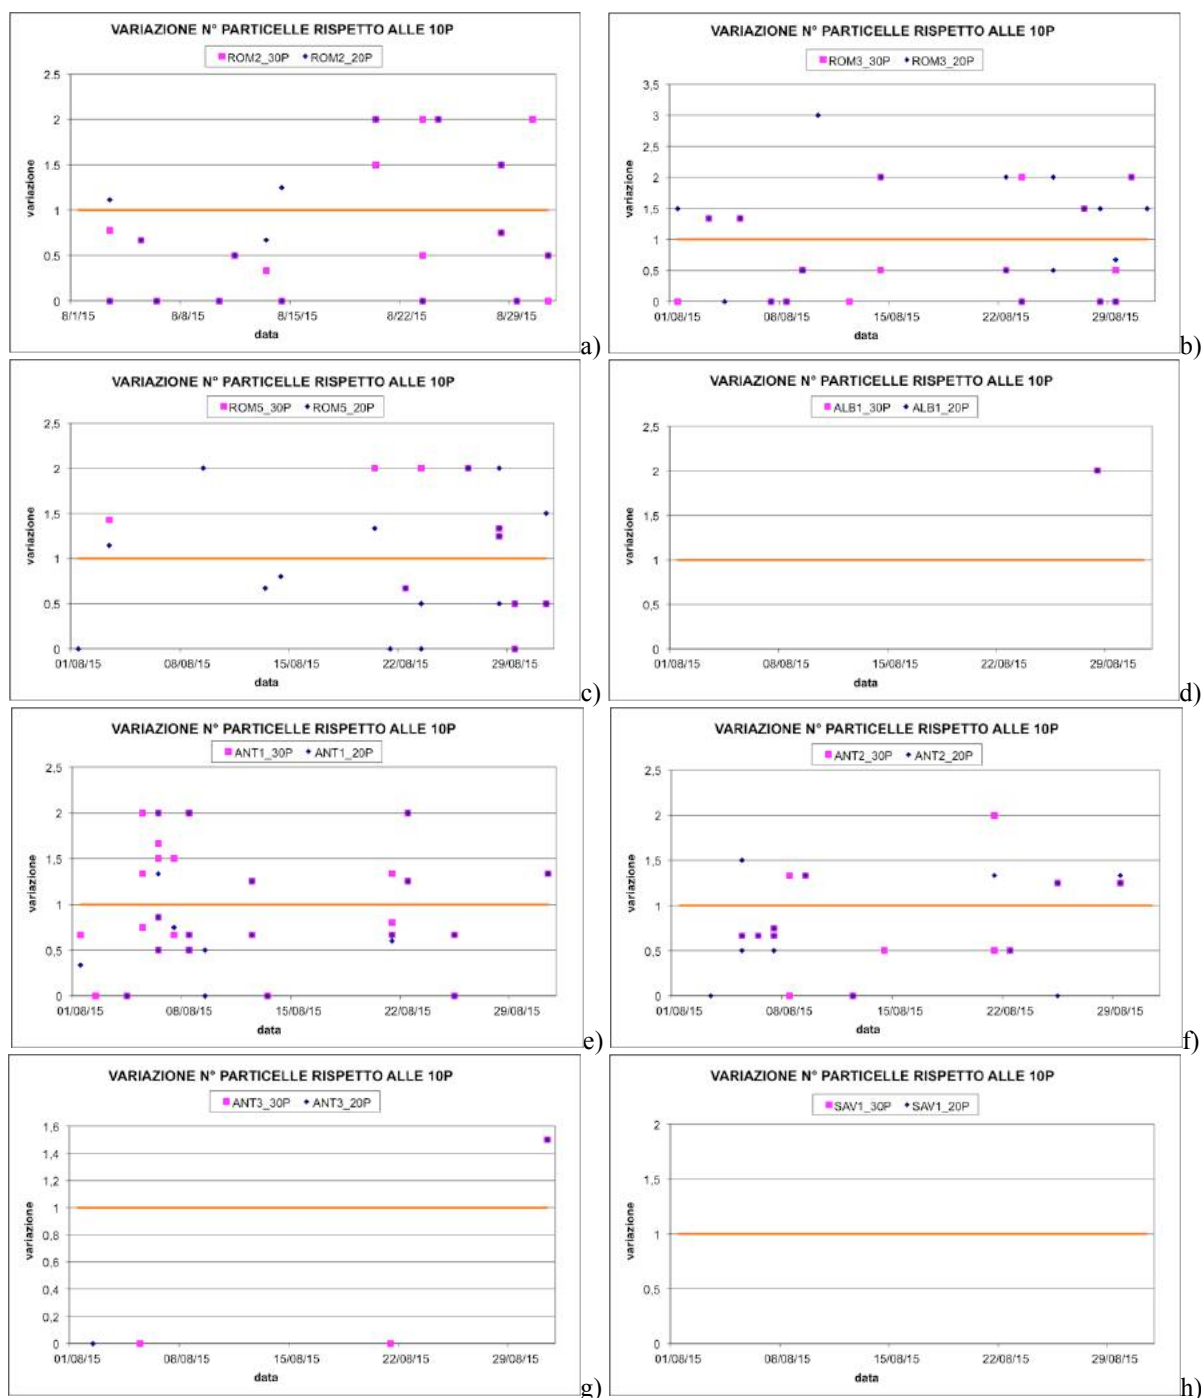 VARIAZIONE N° PARTICELLE RISPETTO ALLE 10P
ROM2_30P ROM2_20P
2.5
2
1.5
1
0.5
0
variazione
8/1/15 8/8/15 8/15/15 8/22/15 8/29/15
data
a)
VARIAZIONE N° PARTICELLE RISPETTO ALLE 10P
ROM3_30P ROM3_20P
3,5
3
2,5
2
1,5
1
0,5
0
variazione
01/08/15 08/08/15 15/08/15 22/08/15 29/08/15
data
b)
VARIAZIONE N° PARTICELLE RISPETTO ALLE 10P
ROM5_30P ROM5_20P
2,5
2
1,5
1
0,5
0
variazione
01/08/15 08/08/15 15/08/15 22/08/15 29/08/15
data
c)
VARIAZIONE N° PARTICELLE RISPETTO ALLE 10P
ALB1_30P ALB1_20P
2,5
2
1,5
1
0,5
0
variazione
01/08/15 08/08/15 15/08/15 22/08/15 29/08/15
data
d)
VARIAZIONE N° PARTICELLE RISPETTO ALLE 10P
ANT1_30P ANT1_20P
2,5
2
1,5
1
0,5
0
variazione
01/08/15 08/08/15 15/08/15 22/08/15 29/08/15
data
e)
VARIAZIONE N° PARTICELLE RISPETTO ALLE 10P
ANT2_30P ANT2_20P
2,5
2
1,5
1
0,5
0
variazione
01/08/15 08/08/15 15/08/15 22/08/15 29/08/15
data
f)
VARIAZIONE N° PARTICELLE RISPETTO ALLE 10P
ANT3_30P ANT3_20P
1,6
1,4
1,2
1
0,8
0,6
0,4
0,2
0
variazione
01/08/15 08/08/15 15/08/15 22/08/15 29/08/15
data
g)
VARIAZIONE N° PARTICELLE RISPETTO ALLE 10P
SAV1_30P SAV1_20P
2
1,5
1
0,5
0
variazione
01/08/15 08/08/15 15/08/15 22/08/15 29/08/15
data
h)